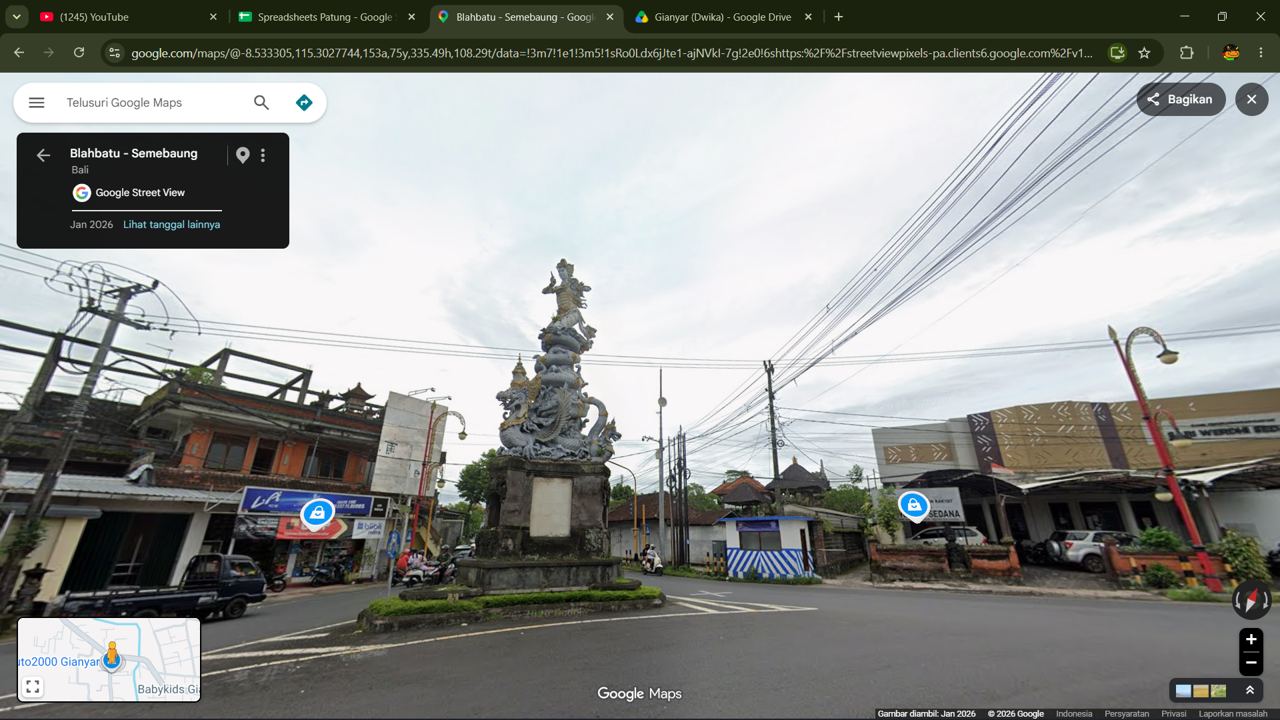 (1245) YouTube
Spreadsheets Patung - Google S
Blahbatu - Semebaung - Googl
Gianyar (Dwika) - Google Drive
google.com/maps/@-8.533305,115.3027744,153a,75y,335.49h,108.29t/data=!3m7!1e1!3m5!1sRo0Ldx6Jte1-ajNVkI-7g!2e0!6shttps:%2F%2Fstreetviewpixels-pa.clients6.google.com%2Fv1...
Telusuri Google Maps
Bagikan
Blahbatu - Semebaung
Bali
Google Street View
Jan 2026 Lihat tanggal lainnya
SEDANA
uto2000 Gianyar
Babykids Gi
Google Maps
Gambar diambil: Jan 2026 © 2026 Google Indonesia Persyaratan Privasi Laporkan masalah